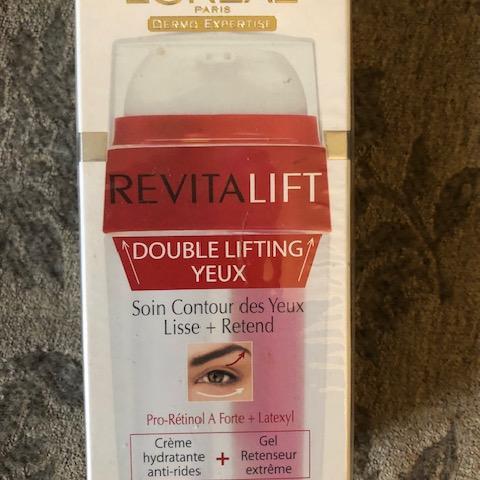 L'ORÉAL
PARIS
DERMO EXPERTISE
REVITALIFT
DOUBLE LIFTING
YEUX
Soin Contour des Yeux
Lisse + Retend
Pro-Rétinol A Forte + Latexyl
Crème
hydratante
anti-rides
+
Gel
Retenseur
extrême